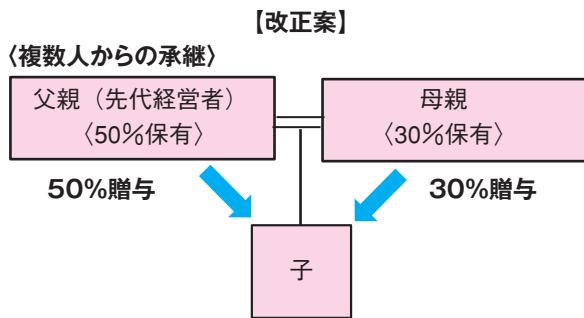 【改正案】
〈複数人からの承継〉
父親（先代経営者）
〈50％保有〉
母親
〈30％保有〉
50％贈与
30％贈与
子